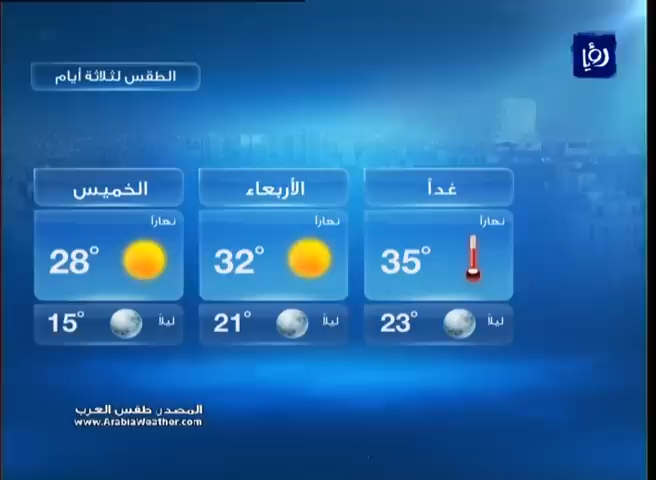 رؤيا
الطقس لثلاثة أيام
غداً
الأربعاء
الخميس
نهاراً
نهاراً
نهاراً
35°
32°
28°
ليلاً
23°
ليلاً
21°
15°
المصدر: طقس العرب
www.ArabiaWeather.com